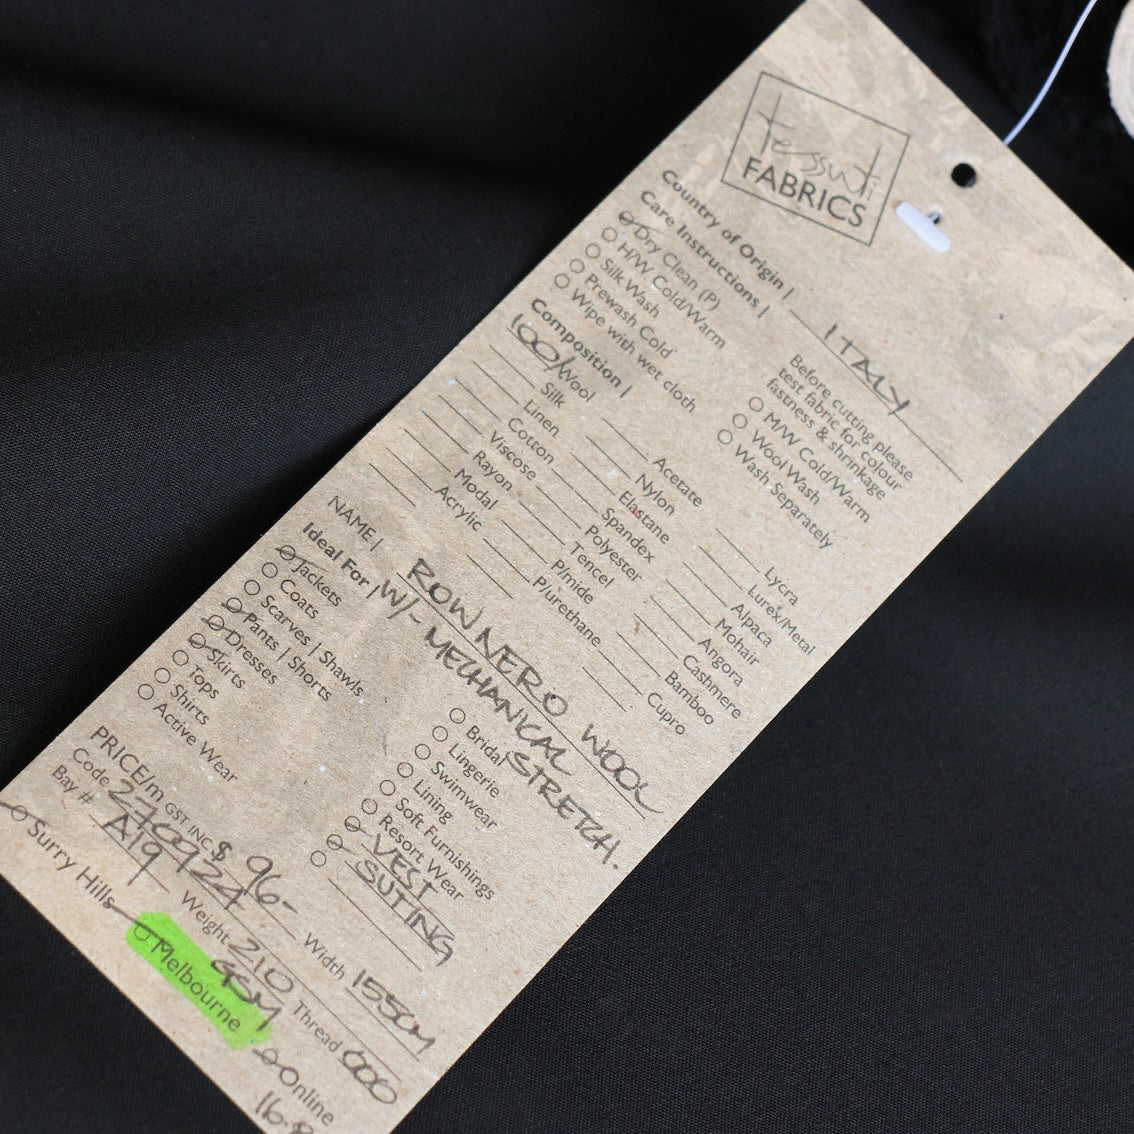 tessuti
FABRICS
Country of Origin | ITALY
Care Instructions |
Dry Clean (P)
H/W Cold/Warm
Silk Wash
Prewash Cold
Wipe with wet cloth
Before cutting please
test fabric for colour
fastness & shrinkage
M/W Cold/Warm
Wool Wash
Wash Separately
Composition |
100% Wool
Silk
Linen
Cotton
Viscose
Rayon
Modal
Acrylic
Acetate
Nylon
Elastane
Spandex
Polyester
Tencel
P/mide
P/urethane
Lycra
Lurex/Metal
Alpaca
Mohair
Angora
Cashmere
Bamboo
Cupro
NAME | ROW NERO WOOL
W/- MECHANICAL
STRETCH.
Ideal For |
Jackets
Coats
Scarves | Shawls
Pants | Shorts
Dresses
Skirts
Tops
Shirts
Active Wear
Bridal
Lingerie
Swimwear
Lining
Soft Furnishings
Resort Wear
VEST
SUTING
PRICE/m GST INC $ 96-
Code 2700924
Width 155CM
Bay # A19
Weight 210
GSM
Thread 000
Surry Hills
Melbourne
Online